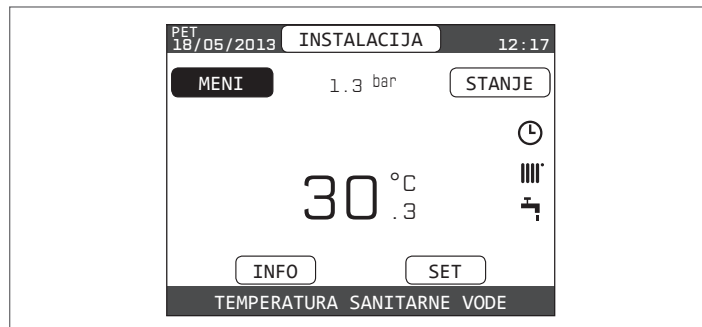 PET
18/05/2013 INSTALACIJA 12:17
MENI 1.3 bar STANJE
30.3 °C
INFO SET
TEMPERATURA SANITARNE VODE